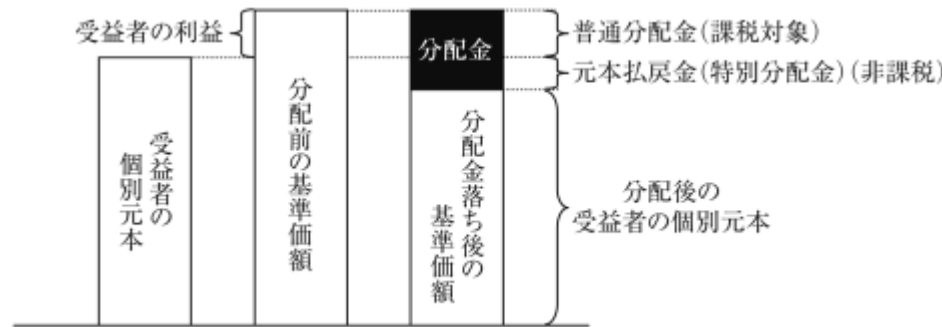 受益者の利益
分配金
普通分配金(課税対象)
元本払戻金(特別分配金)(非課税)
受益者の
個別元本
分配前の基準価額
分配金落ち後の
基準価額
分配後の
受益者の個別元本